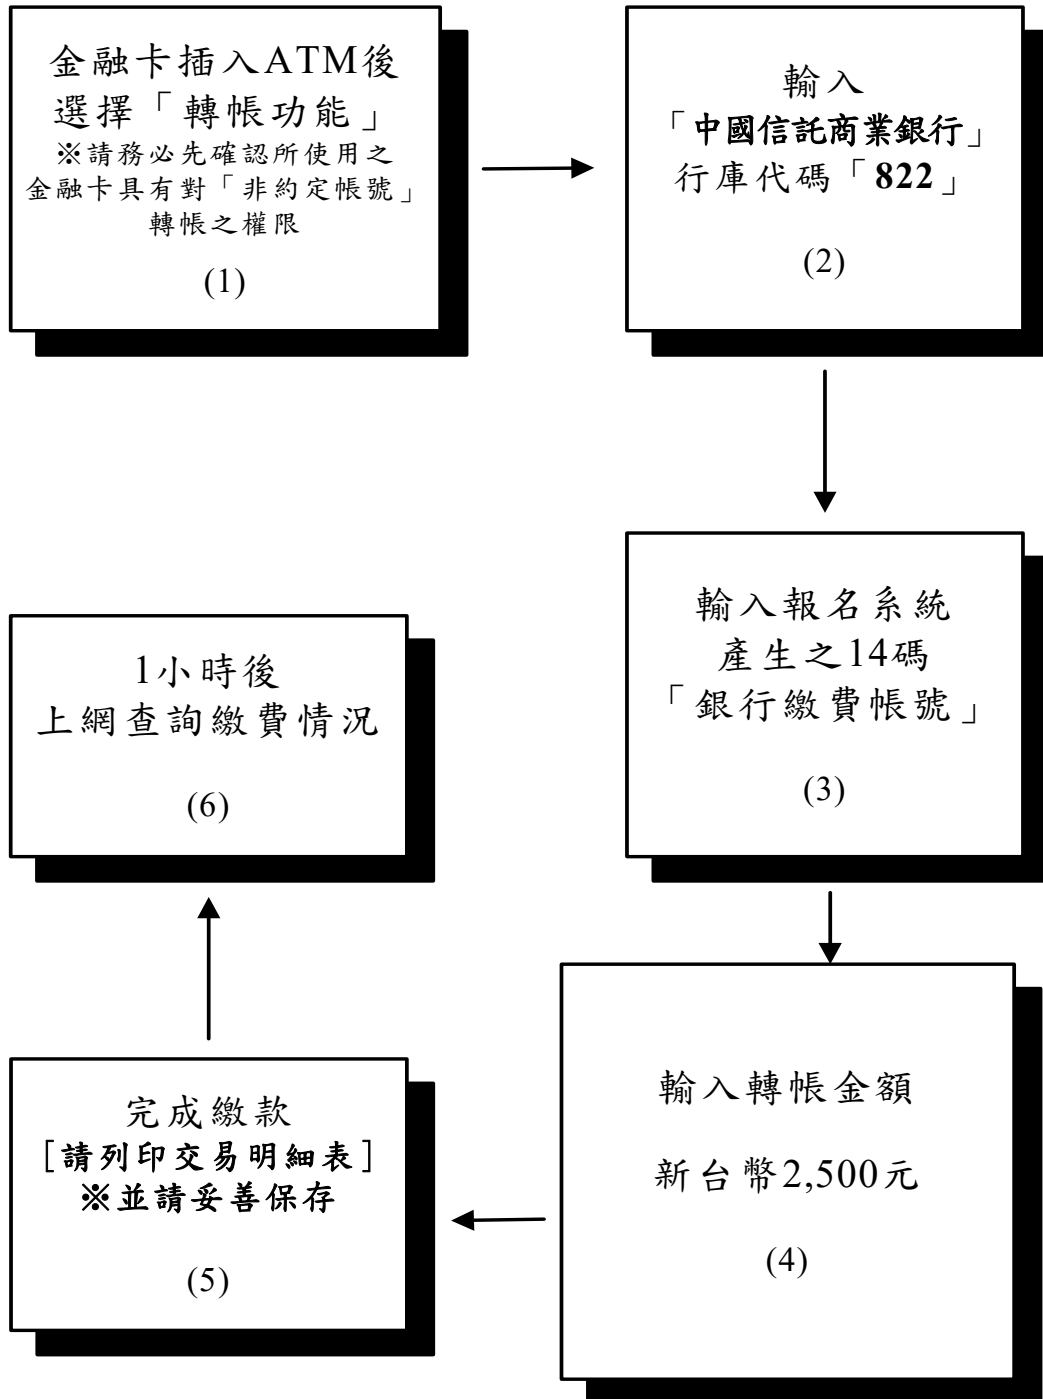 金融卡插入ATM後
選擇「轉帳功能」
※請務必先確認所使用之
金融卡具有對「非約定帳號」
轉帳之權限
(1)
輸入
「中國信託商業銀行」
行庫代碼「822」
(2)
輸入報名系統
產生之14碼
「銀行繳費帳號」
(3)
輸入轉帳金額
新台幣2,500元
(4)
完成繳款
[請列印交易明細表]
※並請妥善保存
(5)
1小時後
上網查詢繳費情況
(6)